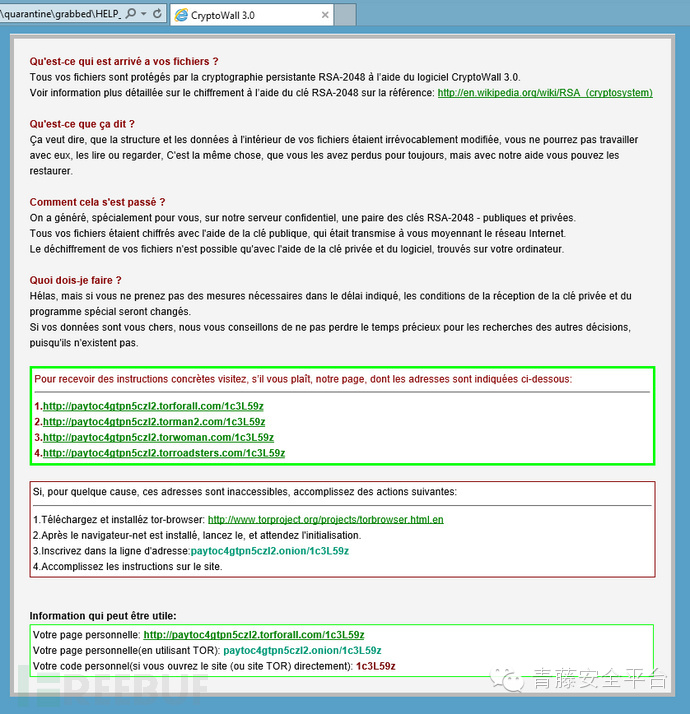 \quarantine\grabbed\HELP_
CryptoWall 3.0
Qu'est-ce qui est arrivé a vos fichiers ?
Tous vos fichiers sont protégés par la cryptographie persistante RSA-2048 à l'aide du logiciel CryptoWall 3.0.
Voir information plus détaillée sur le chiffrement à l'aide du clé RSA-2048 sur la référence: http://en.wikipedia.org/wiki/RSA_(cryptosystem)
Qu'est-ce que ça dit ?
Ça veut dire, que la structure et les données à l'intérieur de vos fichiers étaient irrévocablement modifiée, vous ne pourrez pas travailler
avec eux, les lire ou regarder, C'est la même chose, que vous les avez perdus pour toujours, mais avec notre aide vous pouvez les
restaurer.
Comment cela s'est passé ?
On a généré, spécialement pour vous, sur notre serveur confidentiel, une paire des clés RSA-2048 - publiques et privées.
Tous vos fichiers étaient chiffrés avec l'aide de la clé publique, qui était transmise à vous moyennant le réseau Internet.
Le déchiffrement de vos fichiers n'est possible qu'avec l'aide de la clé privée et du logiciel, trouvés sur votre ordinateur.
Quoi dois-je faire ?
Hélas, mais si vous ne prenez pas des mesures nécessaires dans le délai indiqué, les conditions de la réception de la clé privée et du
programme spécial seront changés.
Si vos données sont vous chers, nous vous conseillons de ne pas perdre le temps précieux pour les recherches des autres décisions,
puisqu'ils n'existent pas.
Pour recevoir des instructions concrètes visitez, s'il vous plaît, notre page, dont les adresses sont indiquées ci-dessous:
1.http://paytoc4gtpn5czl2.torforall.com/1c3L59z
2.http://paytoc4gtpn5czl2.torman2.com/1c3L59z
3.http://paytoc4gtpn5czl2.torwoman.com/1c3L59z
4.http://paytoc4gtpn5czl2.torroadsters.com/1c3L59z
Si, pour quelque cause, ces adresses sont inaccessibles, accomplissez des actions suivantes:
1.Téléchargez et installéz tor-browser: http://www.torproject.org/projects/torbrowser.html.en
2.Après le navigateur-net est installé, lancez le, et attendez l'initialisation.
3.Inscrivez dans la ligne d'adresse:paytoc4gtpn5czl2.onion/1c3L59z
4.Accomplissez les instructions sur le site.
Information qui peut être utile:
Votre page personnelle: http://paytoc4gtpn5czl2.torforall.com/1c3L59z
Votre page personnelle(en utilisant TOR): paytoc4gtpn5czl2.onion/1c3L59z
Votre code personnel(si vous ouvrez le site (ou site TOR) directement): 1c3L59z
REEBUF
青藤安全平台